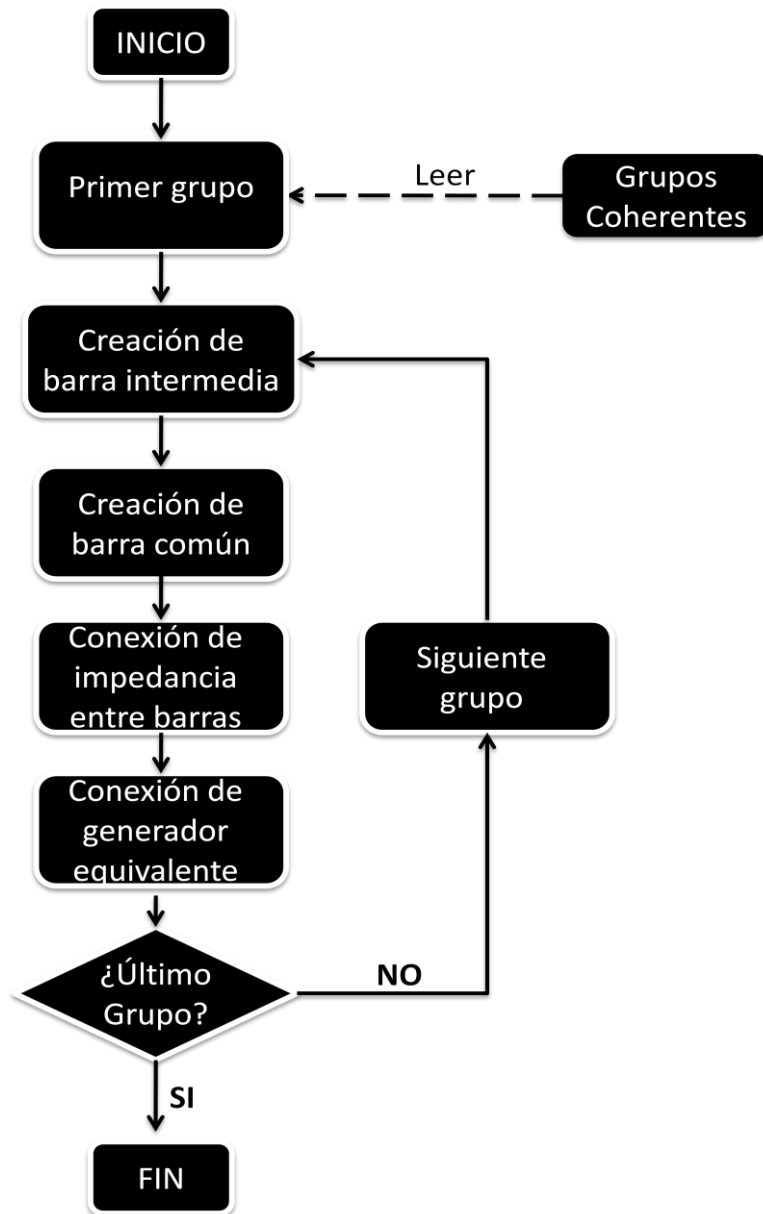 INICIO
Primer grupo
Leer
Grupos
Coherentes
Creación de
barra intermedia
Creación de
barra común
Conexión de
impedancia
entre barras
Siguiente
grupo
Conexión de
generador
equivalente
¿Último
Grupo?
NO
SI
FIN